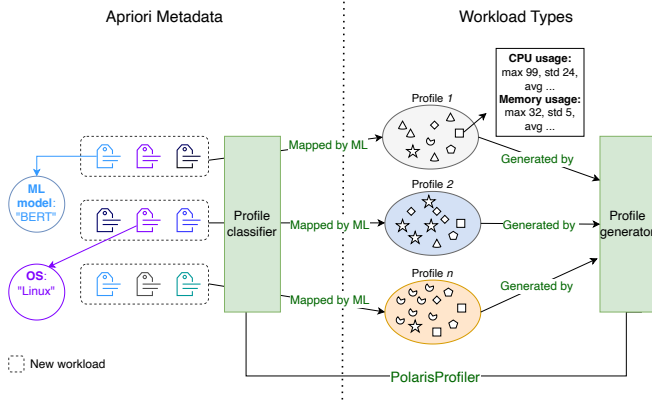 Apriori Metadata
Workload Types
CPU usage:
max 99, std 24,
avg ...
Memory usage:
max 32, std 5,
avg ...
Profile 1
Mapped by ML
Generated by
ML
model:
"BERT"
Profile
classifier
Profile 2
Mapped by ML
Generated by
Profile
generator
OS:
"Linux"
Profile n
Mapped by ML
Generated by
New workload
PolarisProfiler